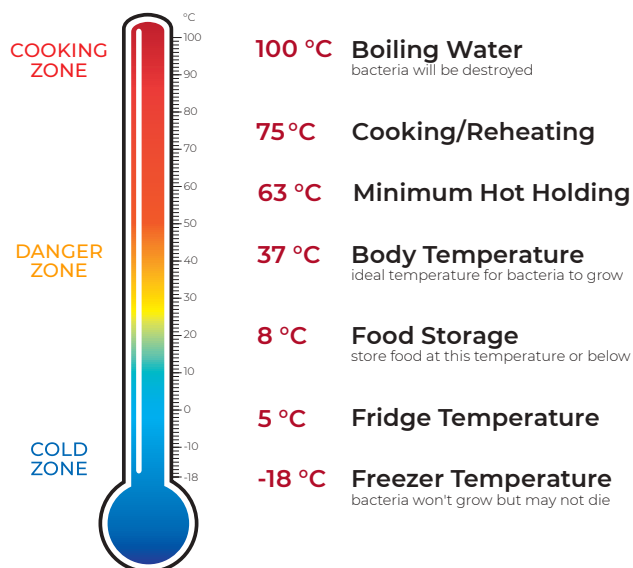 °C
COOKING
ZONE
DANGER
ZONE
COLD
ZONE
100
90
80
70
60
50
40
30
20
10
0
-10
-18
100 °C Boiling Water
bacteria will be destroyed
75 °C Cooking/Reheating
63 °C Minimum Hot Holding
37 °C Body Temperature
ideal temperature for bacteria to grow
8 °C Food Storage
store food at this temperature or below
5 °C Fridge Temperature
-18 °C Freezer Temperature
bacteria won't grow but may not die